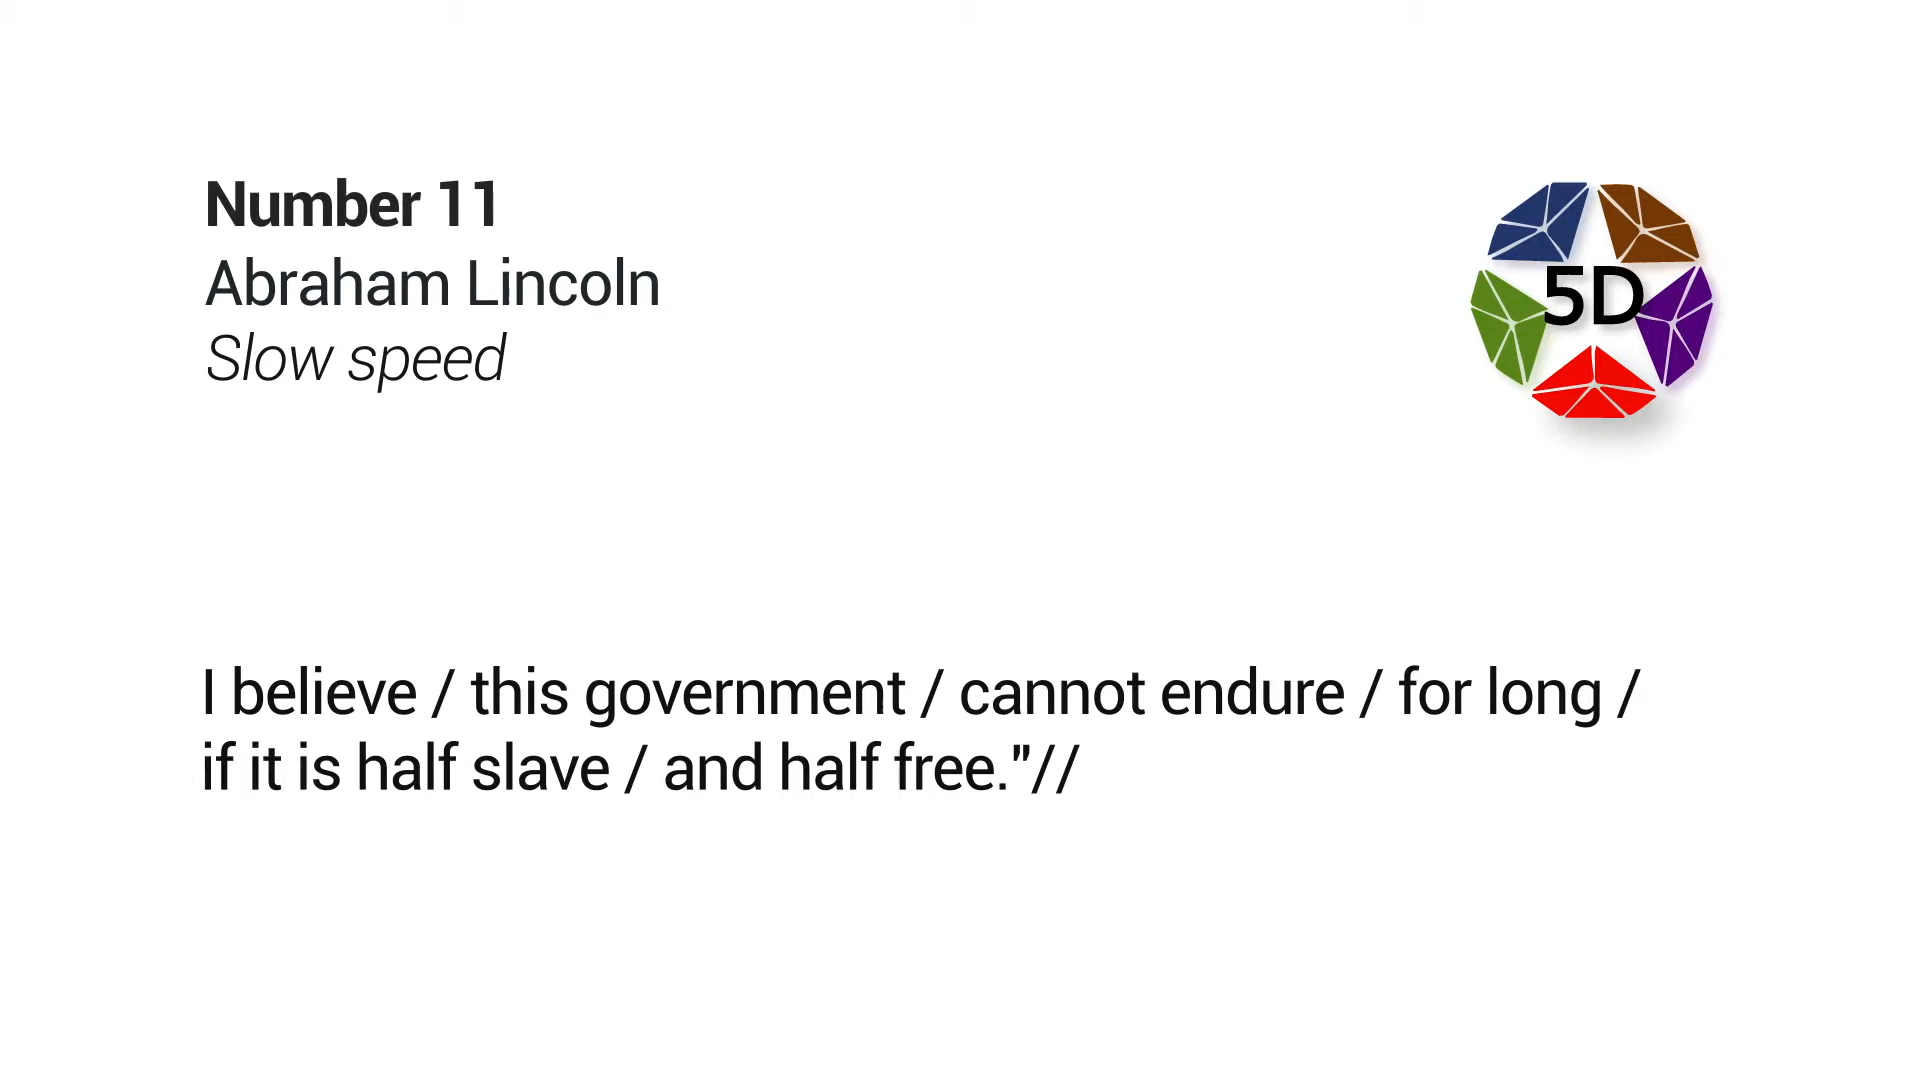 Number 11
Abraham Lincoln
Slow speed
5D
I believe / this government / cannot endure / for long /
if it is half slave / and half free."//